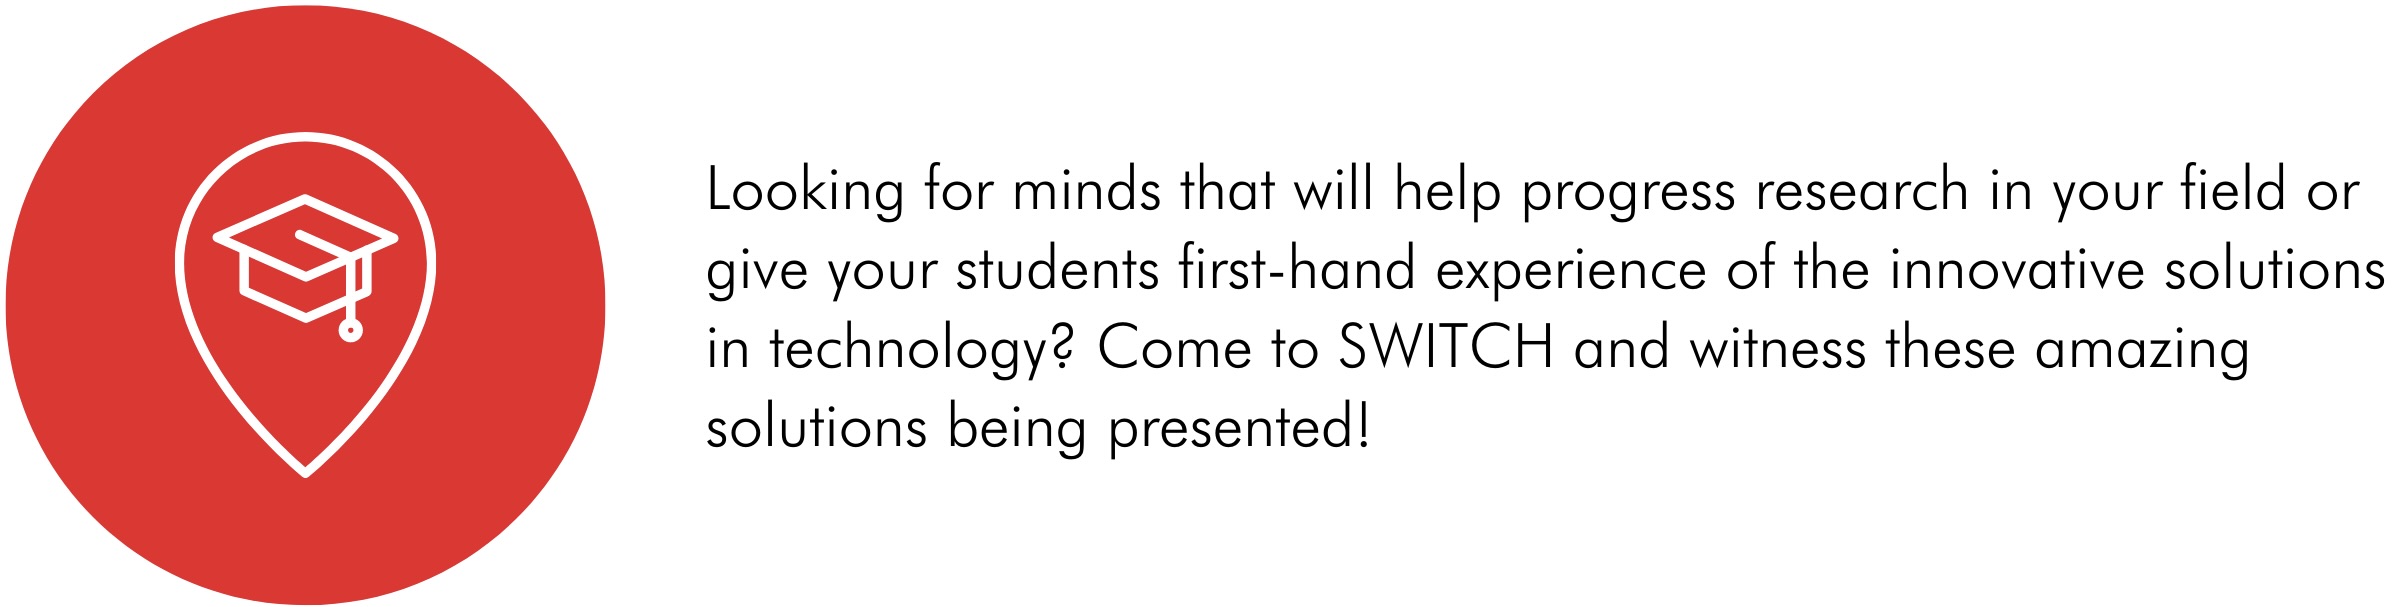 Looking for minds that will help progress research in your field or
give your students first-hand experience of the innovative solutions
in technology? Come to SWITCH and witness these amazing
solutions being presented!